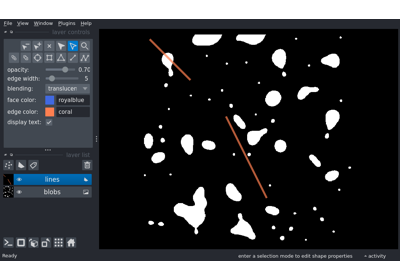 File View Window Plugins Help
layer controls
opacity: 0.70
edge width: 5
blending: translucen
face color: royalblue
edge color: coral
display text:
layer list
lines
blobs
Ready enter a selection mode to edit shape properties activity